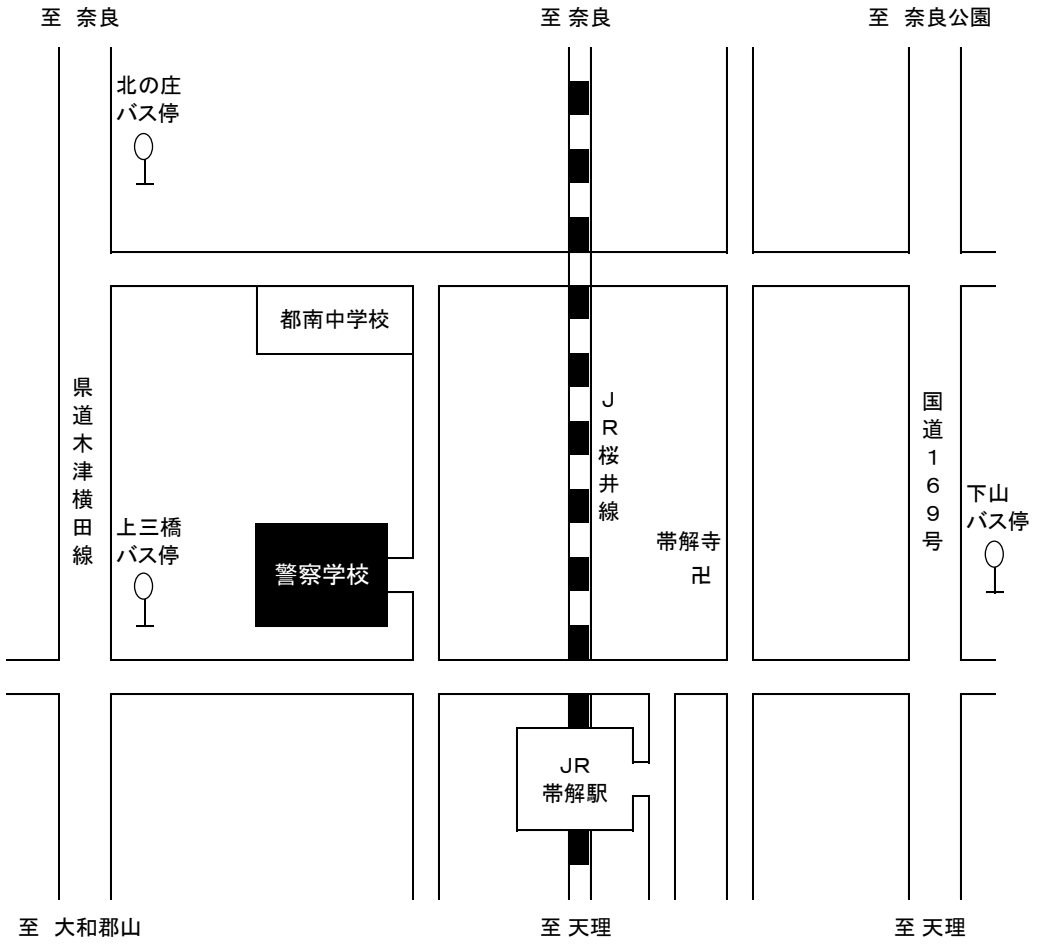 至 奈良
至 奈良
至 奈良公園
北の庄
バス停
都南中学校
県道木津横田線
JR桜井線
国道169号
下山
バス停
上三橋
バス停
帯解寺
卍
警察学校
JR
帯解駅
至 大和郡山
至 天理
至 天理